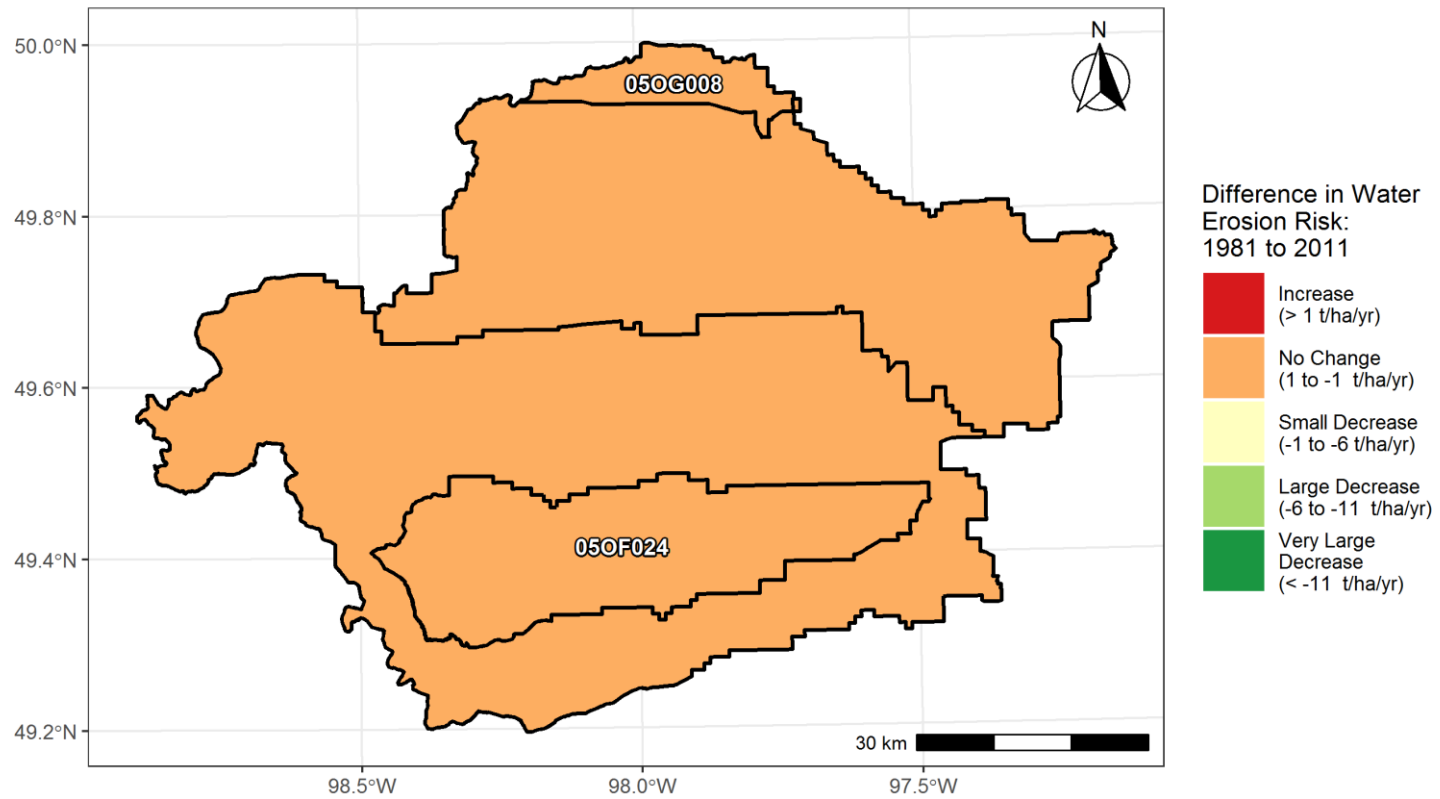 50.0°N
49.8°N
49.6°N
49.4°N
49.2°N
98.5°W
98.0°W
97.5°W
05OG008
05OF024
N
30 km
Difference in Water
Erosion Risk:
1981 to 2011
Increase
(> 1 t/ha/yr)
No Change
(1 to -1 t/ha/yr)
Small Decrease
(-1 to -6 t/ha/yr)
Large Decrease
(-6 to -11 t/ha/yr)
Very Large
Decrease
(< -11 t/ha/yr)